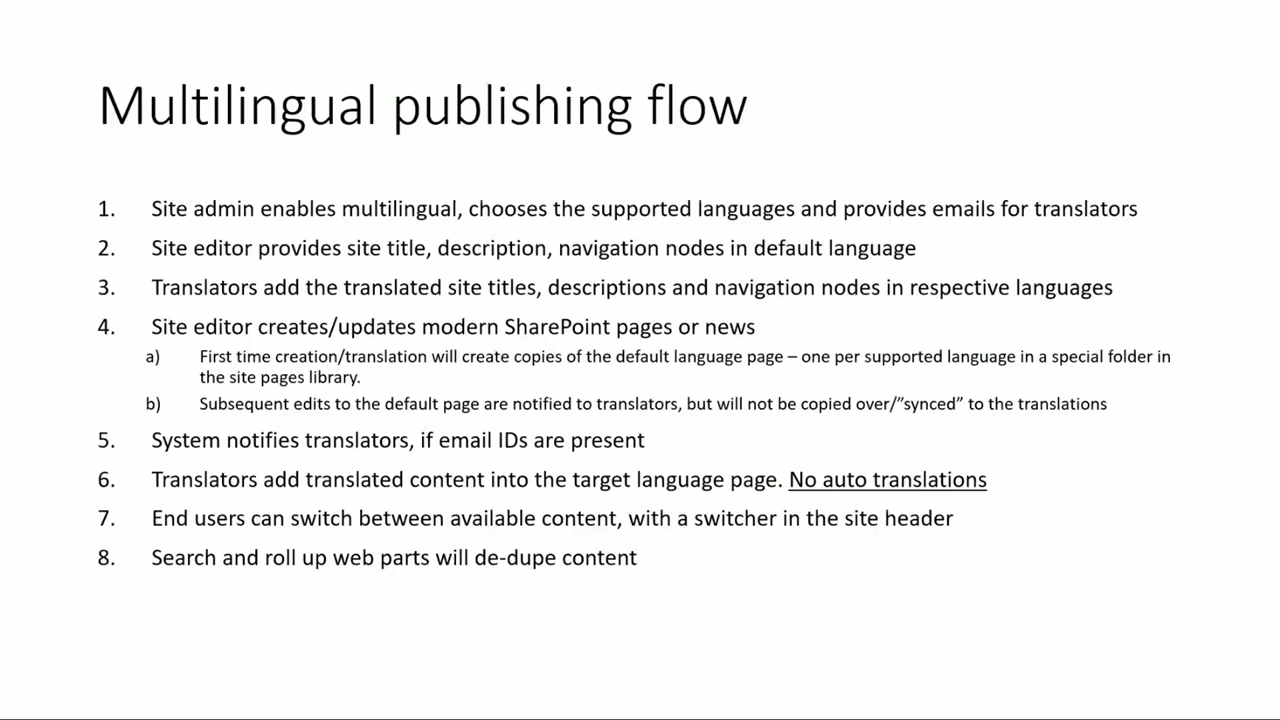 Multilingual publishing flow
1. Site admin enables multilingual, chooses the supported languages and provides emails for translators
2. Site editor provides site title, description, navigation nodes in default language
3. Translators add the translated site titles, descriptions and navigation nodes in respective languages
4. Site editor creates/updates modern SharePoint pages or news
a) First time creation/translation will create copies of the default language page – one per supported language in a special folder in
the site pages library.
b) Subsequent edits to the default page are notified to translators, but will not be copied over/”synced” to the translations
5. System notifies translators, if email IDs are present
6. Translators add translated content into the target language page. No auto translations
7. End users can switch between available content, with a switcher in the site header
8. Search and roll up web parts will de-dupe content